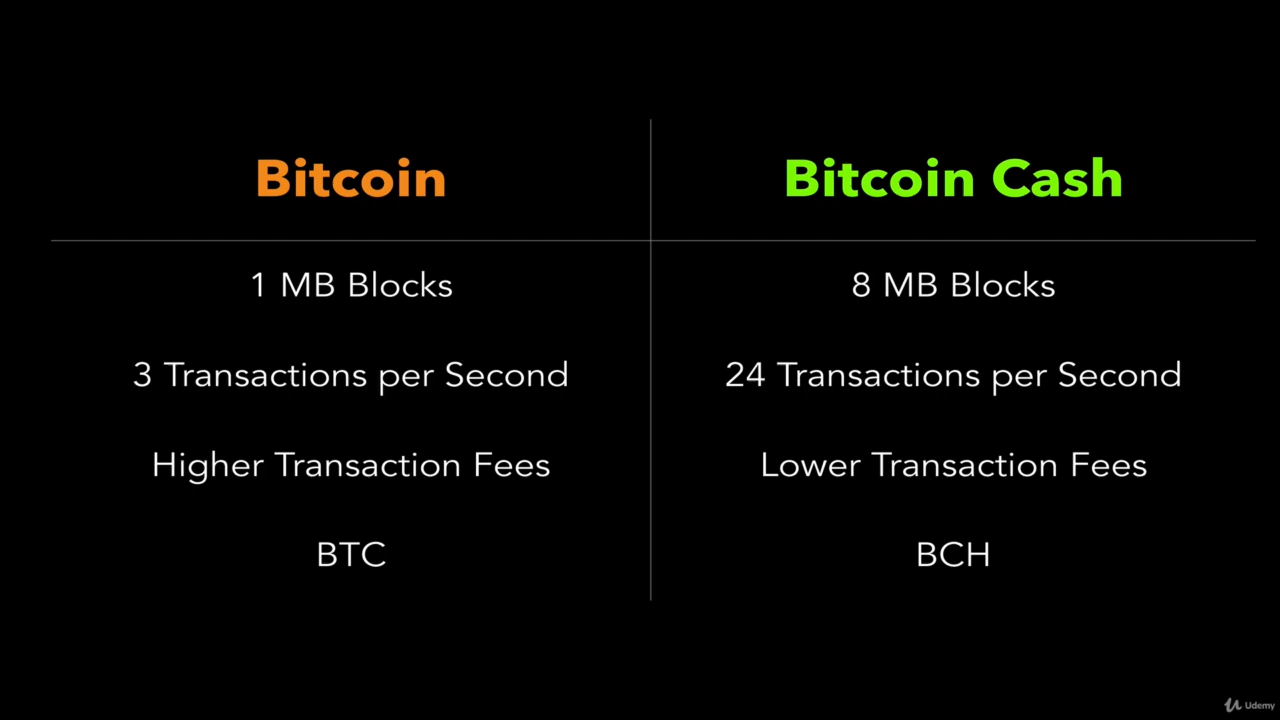 Bitcoin
Bitcoin Cash
1 MB Blocks
8 MB Blocks
3 Transactions per Second
24 Transactions per Second
Higher Transaction Fees
Lower Transaction Fees
BTC
BCH
Udemy